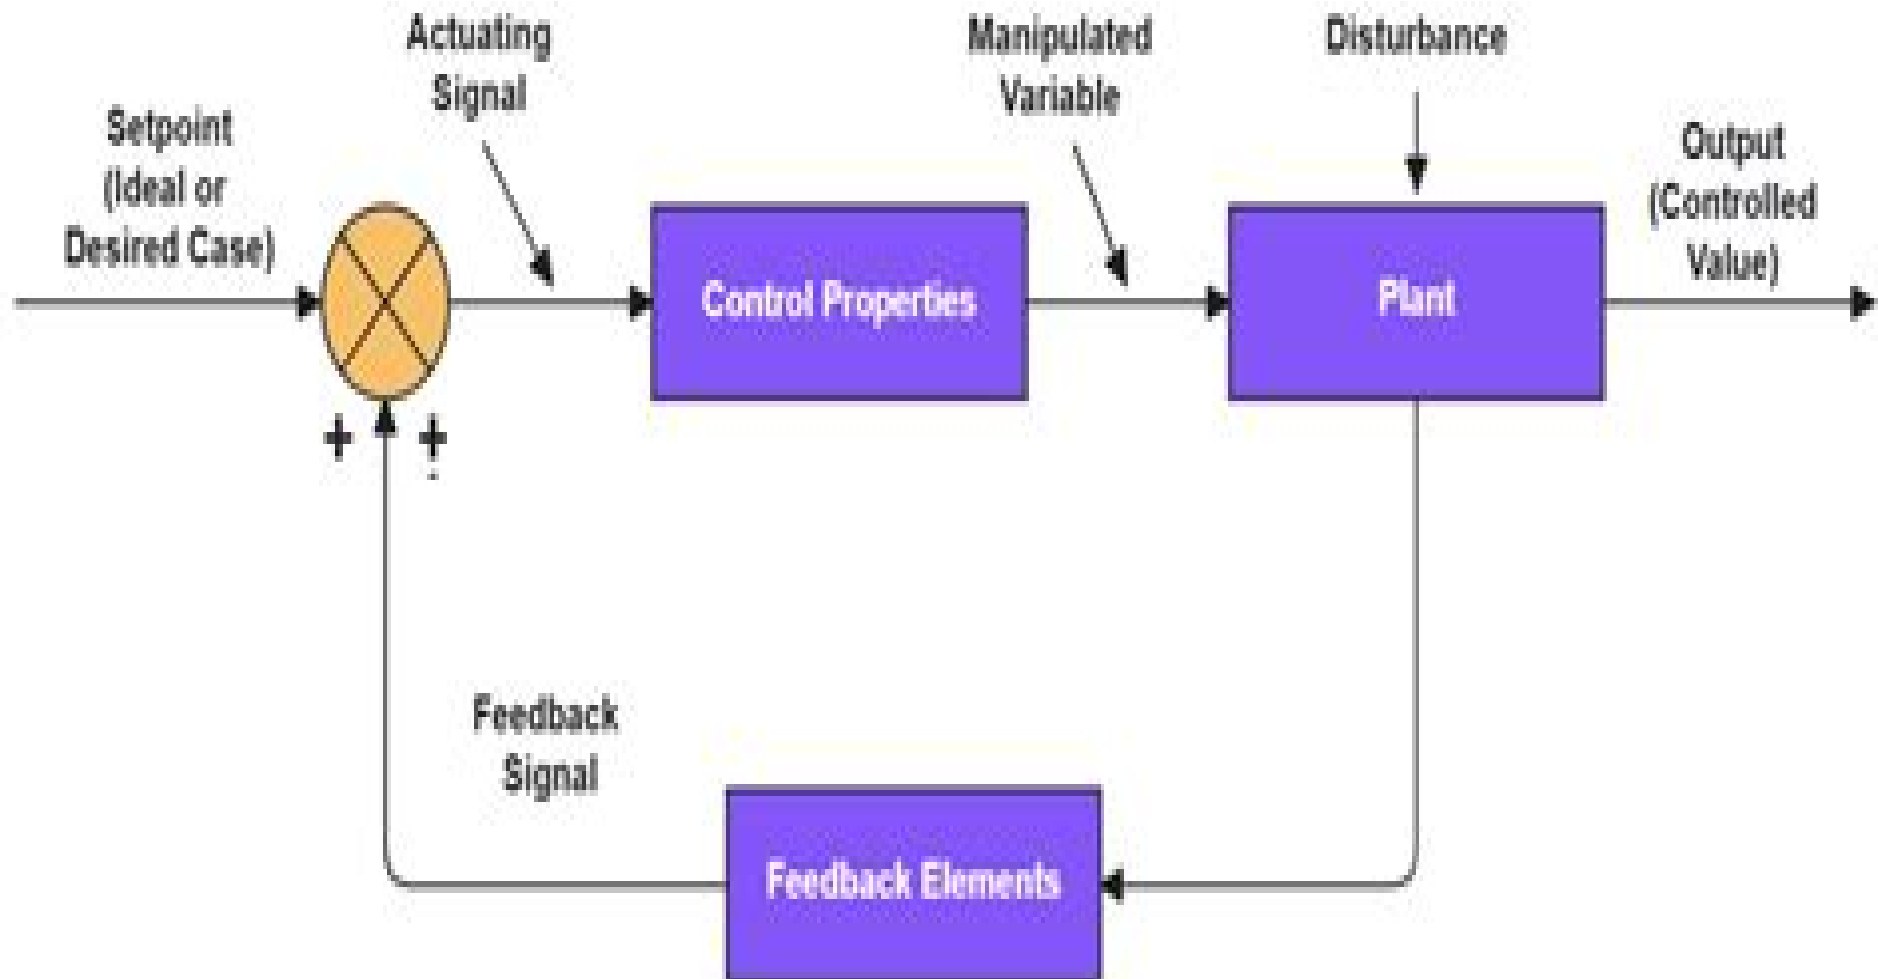 Actuating
Signal
Manipulated
Variable
Disturbance
Setpoint
(Ideal or
Desired Case)
Output
(Controlled
Value)
Control Properties
Plant
+ +
-
Feedback
Signal
Feedback Elements